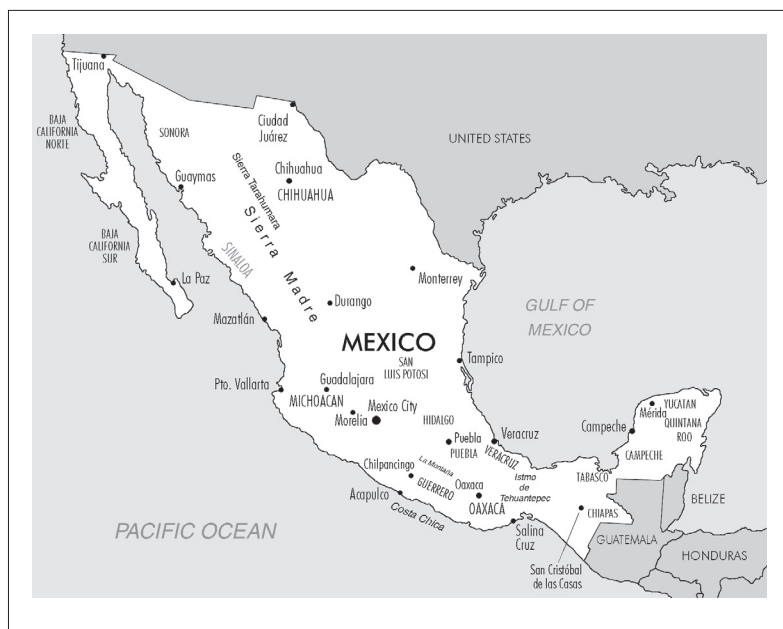 Tijuana
BAJA
CALIFORNIA
NORTE
SONORA
Ciudad
Juárez
UNITED STATES
Chihuahua
CHIHUAHUA
Sierra Tarahumara
Sierra Madre
Guaymas
BAJA
CALIFORNIA
SUR
SINALOA
La Paz
Monterrey
Durango
Mazatlán
GULF OF
MEXICO
MEXICO
SAN
LUIS POTOSI
Tampico
Pto. Vallarta
Guadalajara
MICHOACAN
Morelia
Mexico City
HIDALGO
Puebla
PUEBLA
Veracruz
VERACRUZ
Mérida
YUCATAN
QUINTANA
ROO
Campeche
CAMPECHE
TABASCO
Chilpancingo
La Montaña
GUERRERO
Acapulco
Costa Chica
Oaxaca
OAXACA
Istmo
de
Tehuantepec
Salina
Cruz
CHIAPAS
San Cristóbal
de las Casas
BELIZE
GUATEMALA
HONDURAS
PACIFIC OCEAN